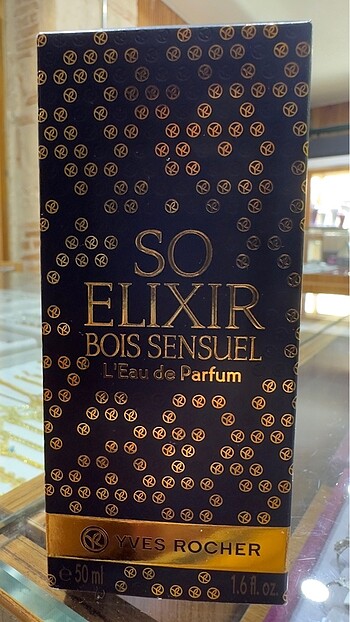 SO
ELIXIR
BOIS SENSUEL
L'Eau de Parfum
YVES ROCHER
e 50 ml 1.6 fl. oz.